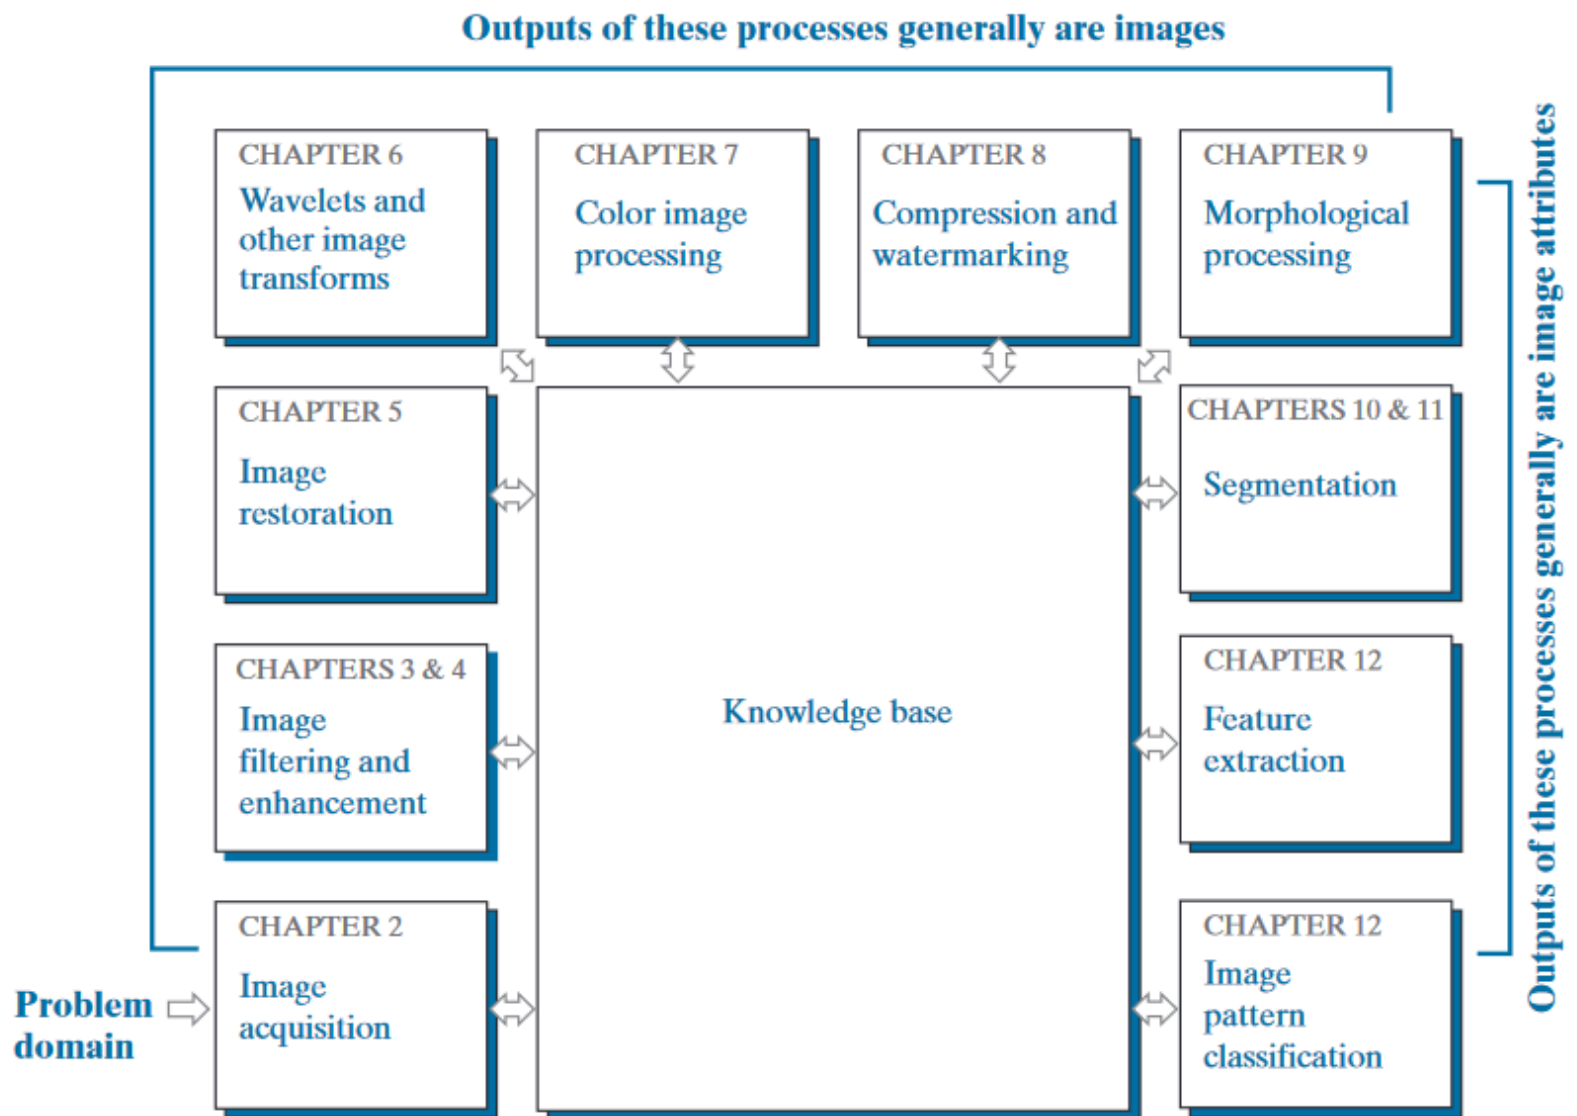 Outputs of these processes generally are images
CHAPTER 6
Wavelets and
other image
transforms
CHAPTER 7
Color image
processing
CHAPTER 8
Compression and
watermarking
CHAPTER 9
Morphological
processing
CHAPTER 5
Image
restoration
CHAPTERS 10 & 11
Segmentation
CHAPTERS 3 & 4
Image
filtering and
enhancement
Knowledge base
CHAPTER 12
Feature
extraction
CHAPTER 2
Image
acquisition
CHAPTER 12
Image
pattern
classification
Problem
domain
Outputs of these processes generally are image attributes